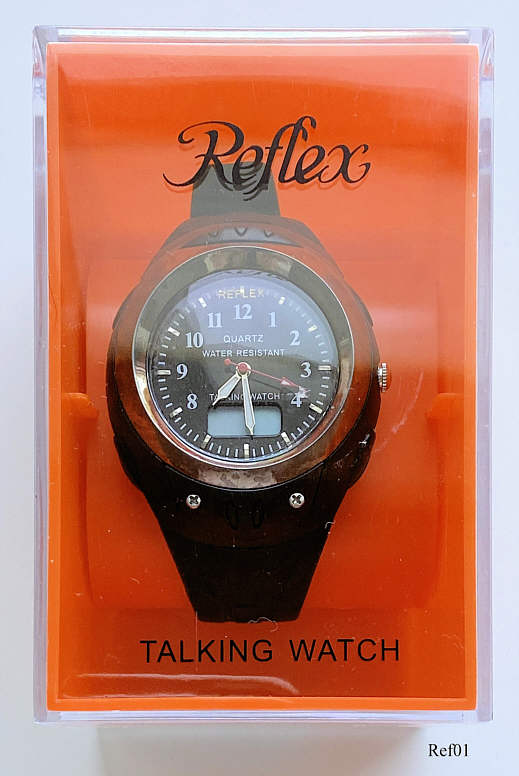 Reflex
REFLEX
12
11 1
QUARTZ
10 2
WATER RESISTANT
9 3
TALKING WATCH
8 4
TALKING WATCH
Ref01